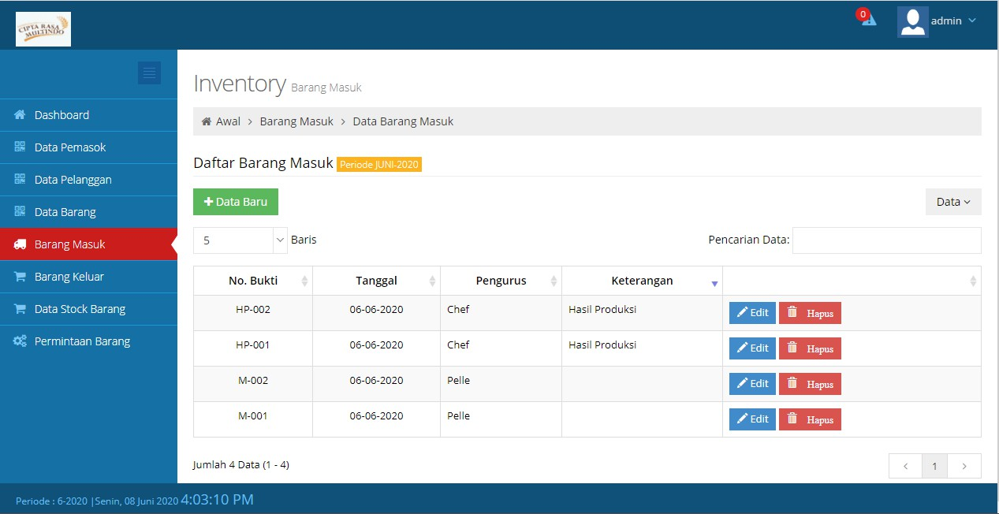 CIPTA RASA
MULTINDO
0
admin
Inventory Barang Masuk
Awal > Barang Masuk > Data Barang Masuk
Dashboard
Data Pemasok
Data Pelanggan
Data Barang
Barang Masuk
Barang Keluar
Data Stock Barang
Permintaan Barang
Daftar Barang Masuk Periode JUNI-2020
+ Data Baru
Data
5 Baris
Pencarian Data:
No. Bukti Tanggal Pengurus Keterangan
HP-002 06-06-2020 Chef Hasil Produksi Edit Hapus
HP-001 06-06-2020 Chef Hasil Produksi Edit Hapus
M-002 06-06-2020 Pelle Edit Hapus
M-001 06-06-2020 Pelle Edit Hapus
Jumlah 4 Data (1 - 4)
< 1 >
Periode : 6-2020 |Senin, 08 Juni 2020 4:03:10 PM